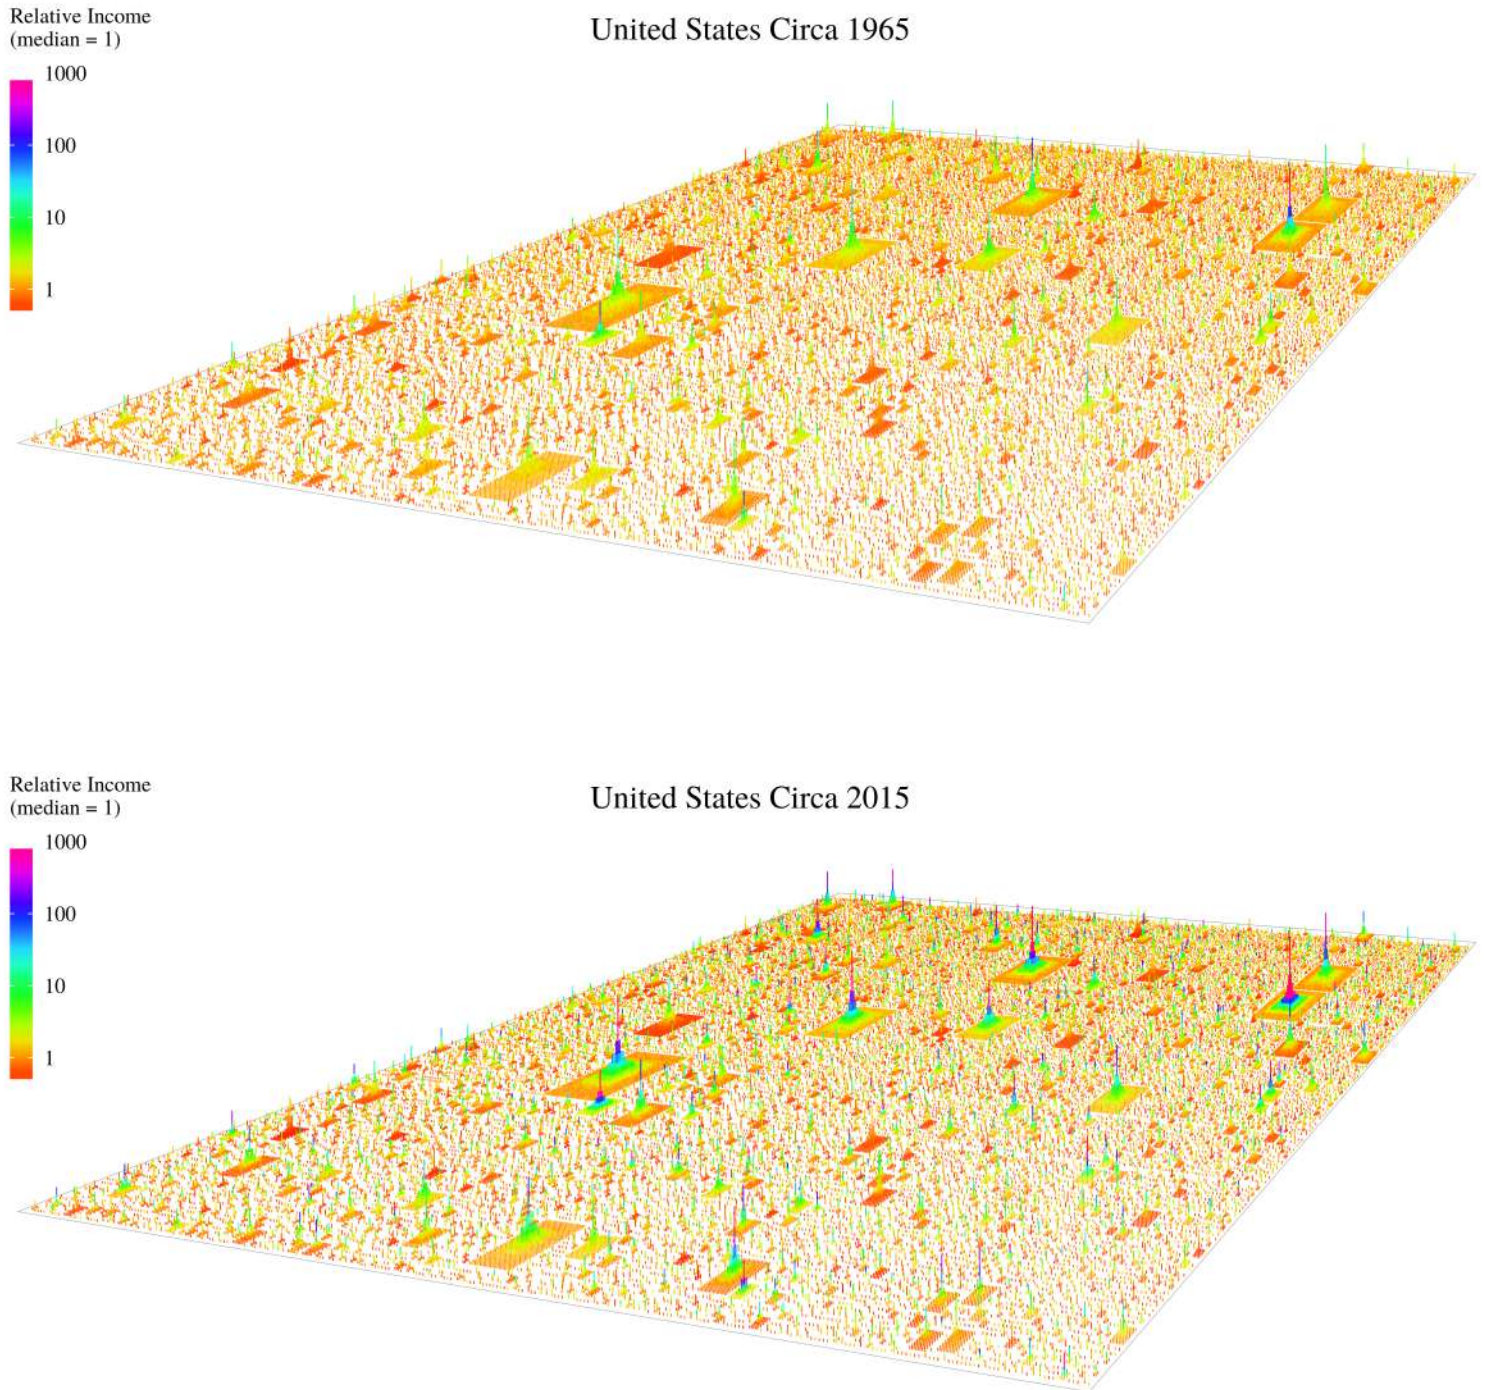 Relative Income
(median = 1)
United States Circa 1965
1000
100
10
1
Relative Income
(median = 1)
United States Circa 2015
1000
100
10
1